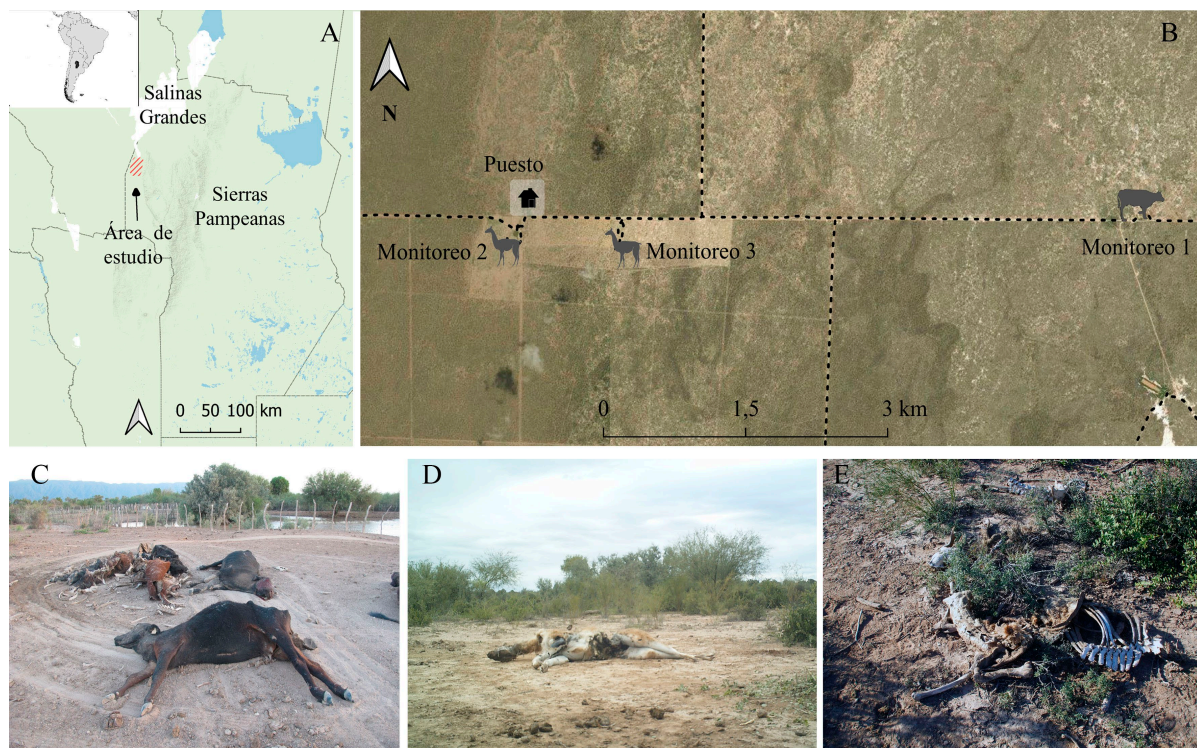 A
Salinas
Grandes
Sierras
Pampeanas
Área de
estudio
0 50 100 km
B
N
Puesto
Monitoreo 2
Monitoreo 3
Monitoreo 1
0 1,5 3 km
C
D
E